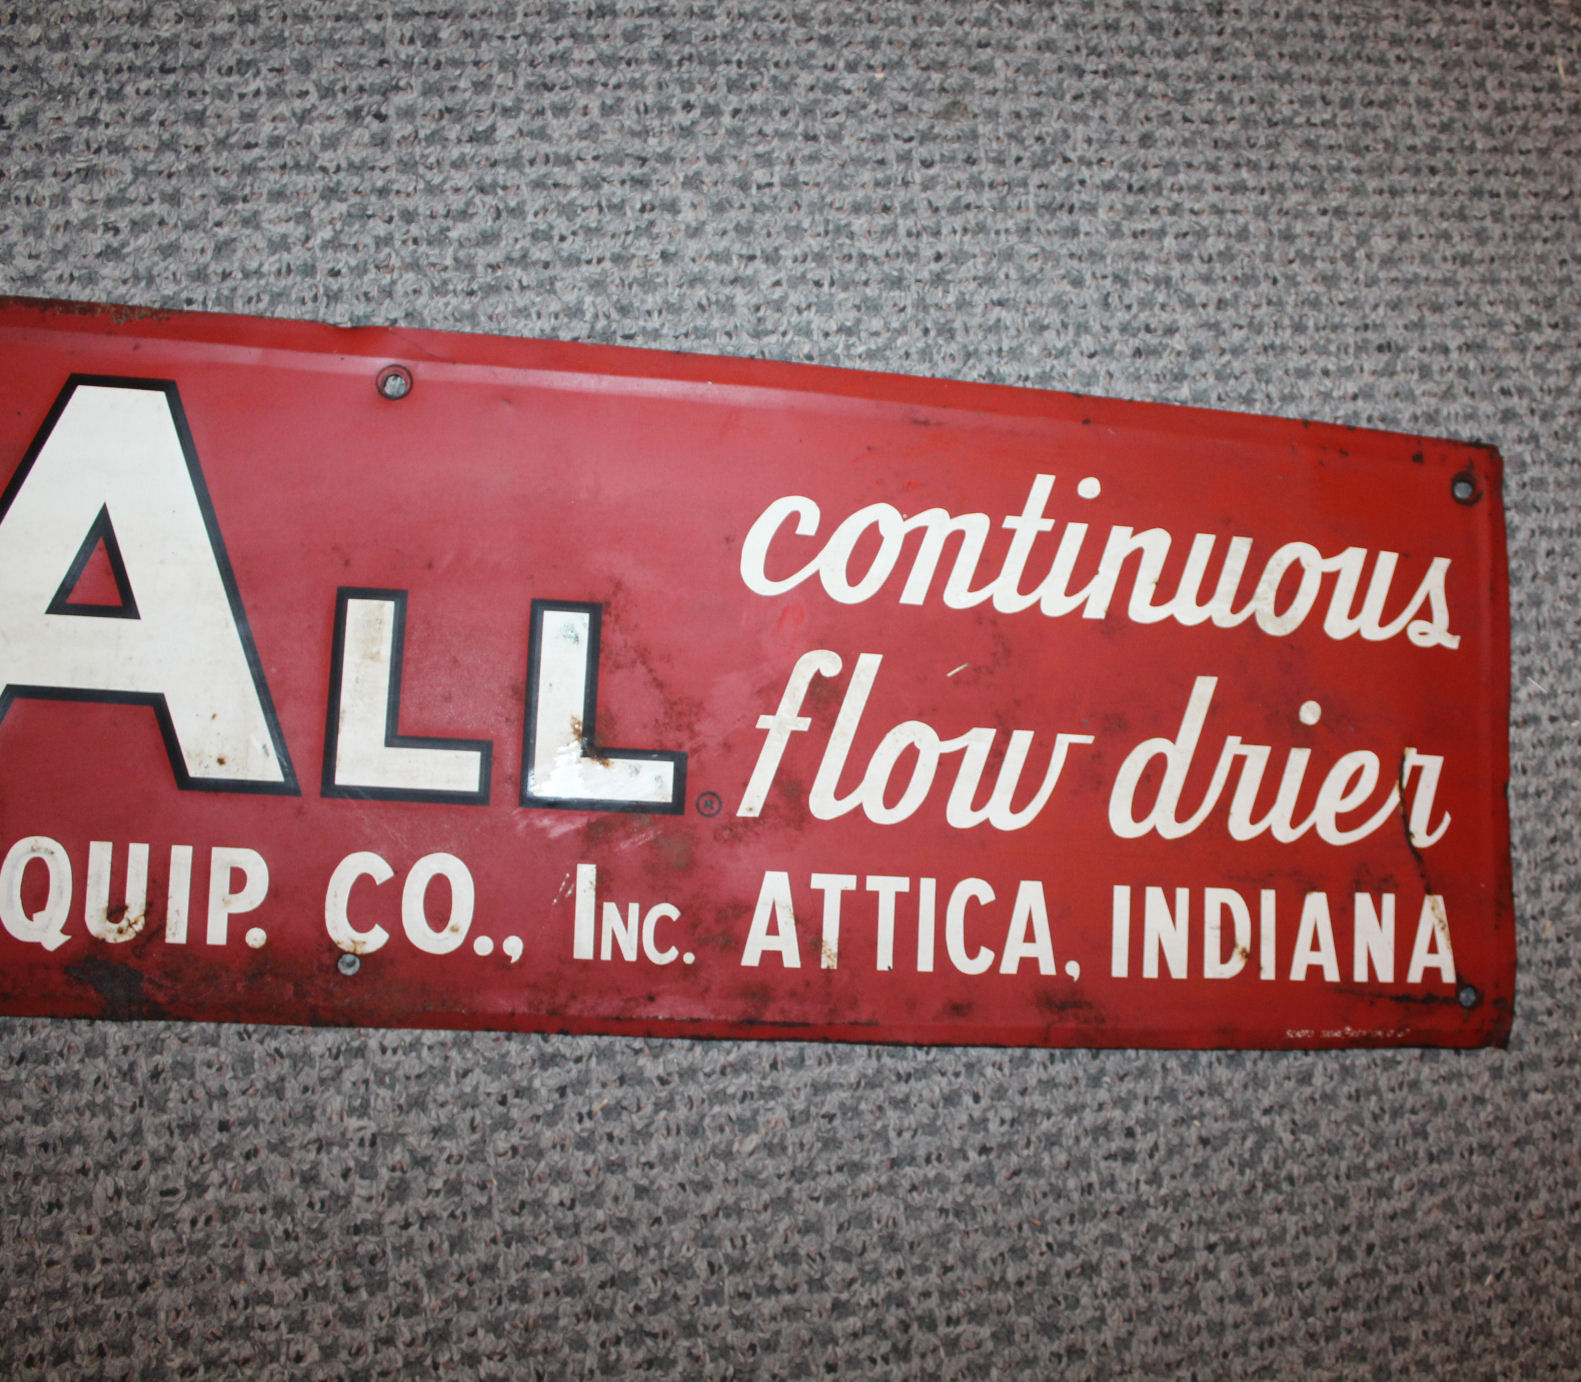 ALL®
continuous
flow drier
QUIP. CO., INC. ATTICA, INDIANA